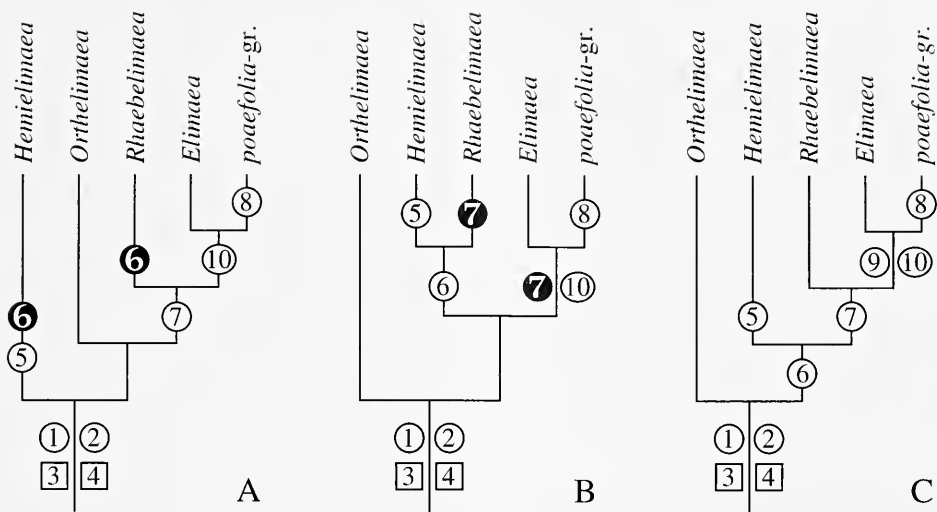 Hemielimaea
Orthelimaea
Rhaebelimaea
Elimaea
poaefolia-gr.
8
6
10
6
7
5
1 2
3 4
A
Orthelimaea
Hemielimaea
Rhaebelimaea
Elimaea
poaefolia-gr.
5 7 8
6 7 10
1 2
3 4
B
Orthelimaea
Hemielimaea
Rhaebelimaea
Elimaea
poaefolia-gr.
8
9 10
5 7
6
1 2
3 4
C